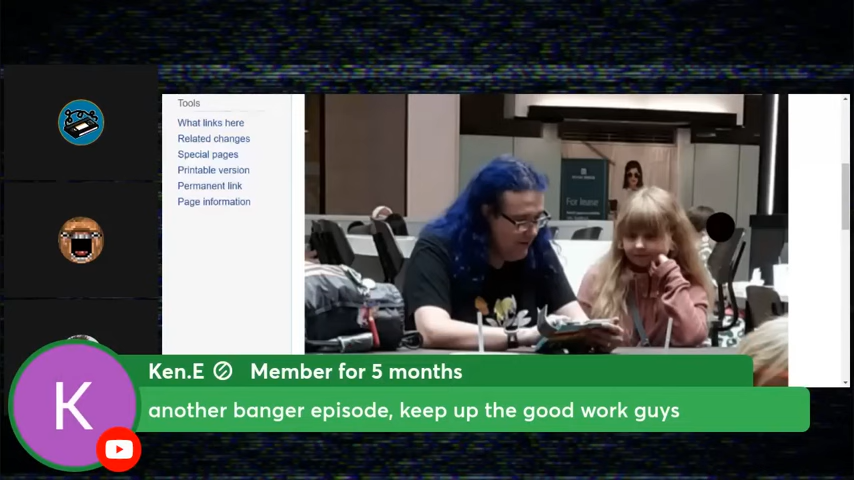 Tools
What links here
Related changes
Special pages
Printable version
Permanent link
Page information
For lease
Ken.E Member for 5 months
another banger episode, keep up the good work guys
K